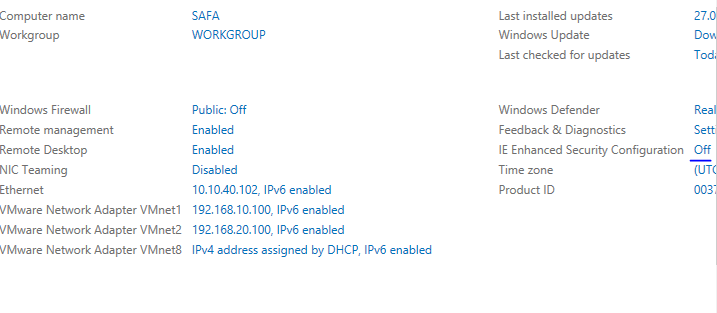 Computer name SAFA Last installed updates 27.0
Workgroup WORKGROUP Windows Update Dow
Last checked for updates Toda
Windows Firewall Public: Off Windows Defender Real
Remote management Enabled Feedback & Diagnostics Setti
Remote Desktop Enabled IE Enhanced Security Configuration Off
NIC Teaming Disabled Time zone (UTC
Ethernet 10.10.40.102, IPv6 enabled Product ID 0037
VMware Network Adapter VMnet1 192.168.10.100, IPv6 enabled
VMware Network Adapter VMnet2 192.168.20.100, IPv6 enabled
VMware Network Adapter VMnet8 IPv4 address assigned by DHCP, IPv6 enabled